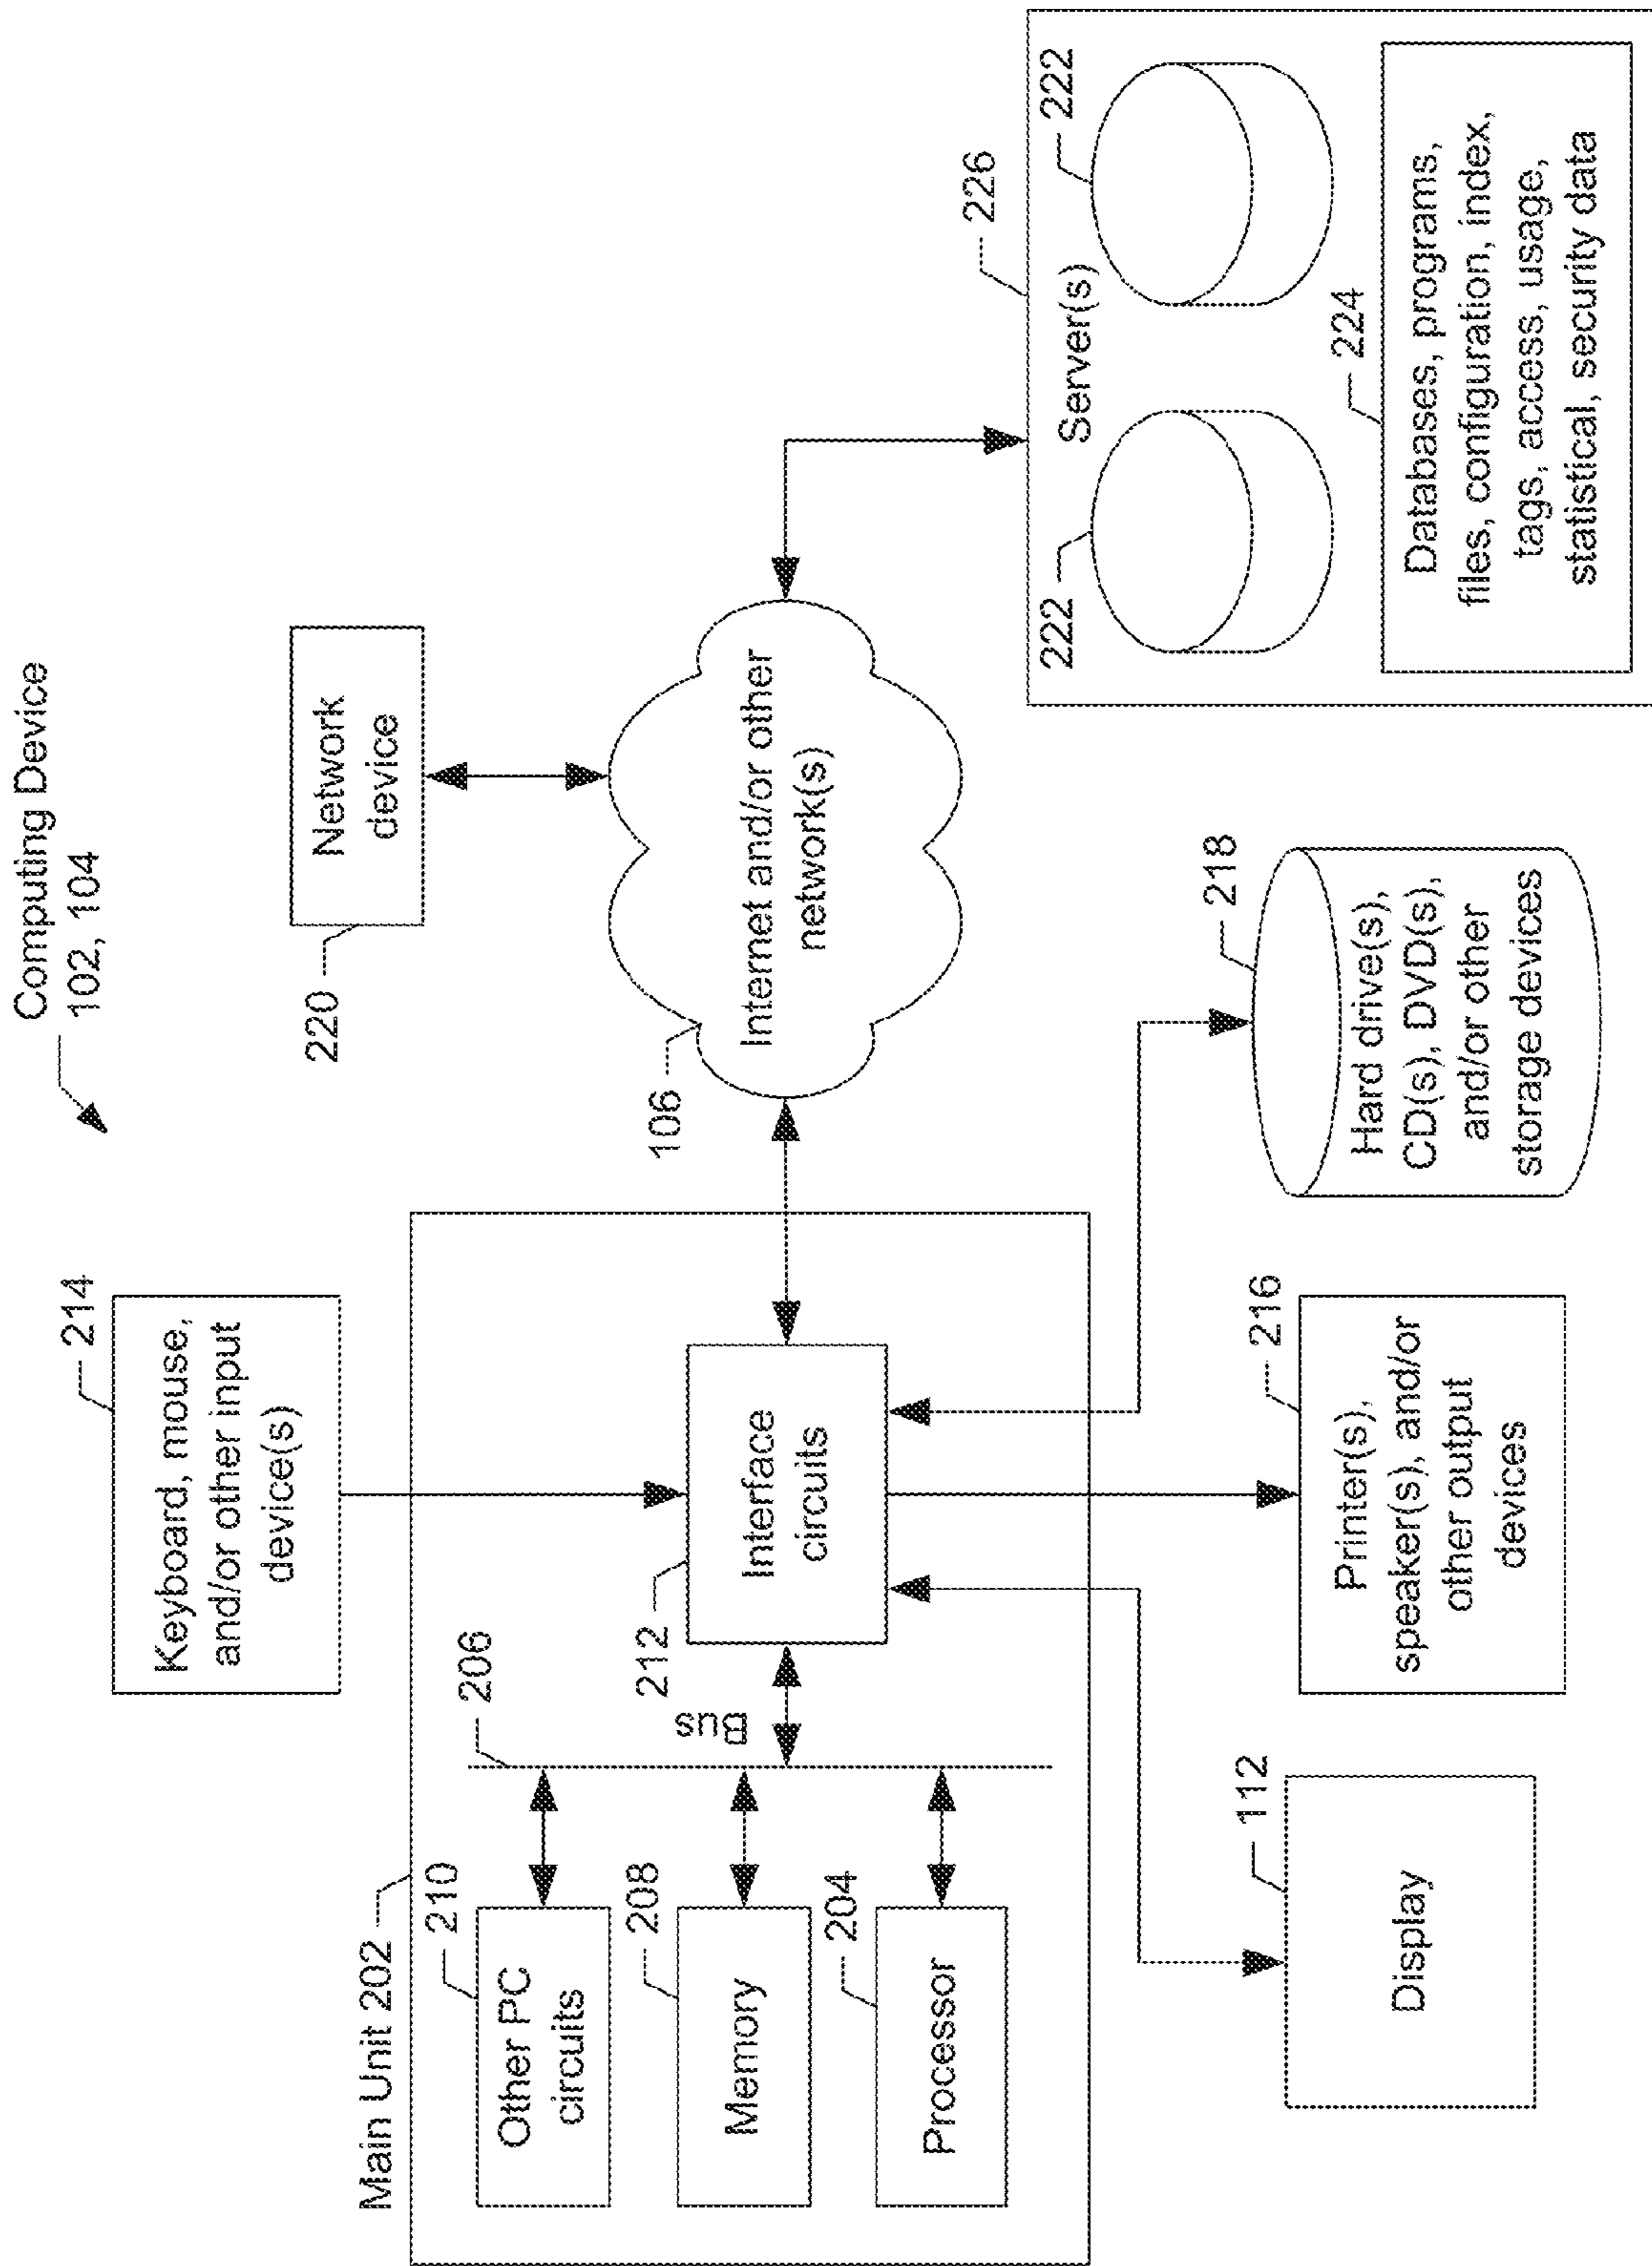 Computing Device
102, 104
214
Keyboard, mouse,
and/or other input
device(s)
220
Network
device
Main Unit 202
210
Other PC
circuits
206
Bus
208
Memory
204
Processor
212
Interface
circuits
106
Internet and/or other
network(s)
226
Server(s)
222
222
224
Databases, programs,
files, configuration, index,
tags, access, usage,
statistical, security data
112
Display
216
Printer(s),
speaker(s), and/or
other output
devices
218
Hard drive(s),
CD(s), DVD(s),
and/or other
storage devices